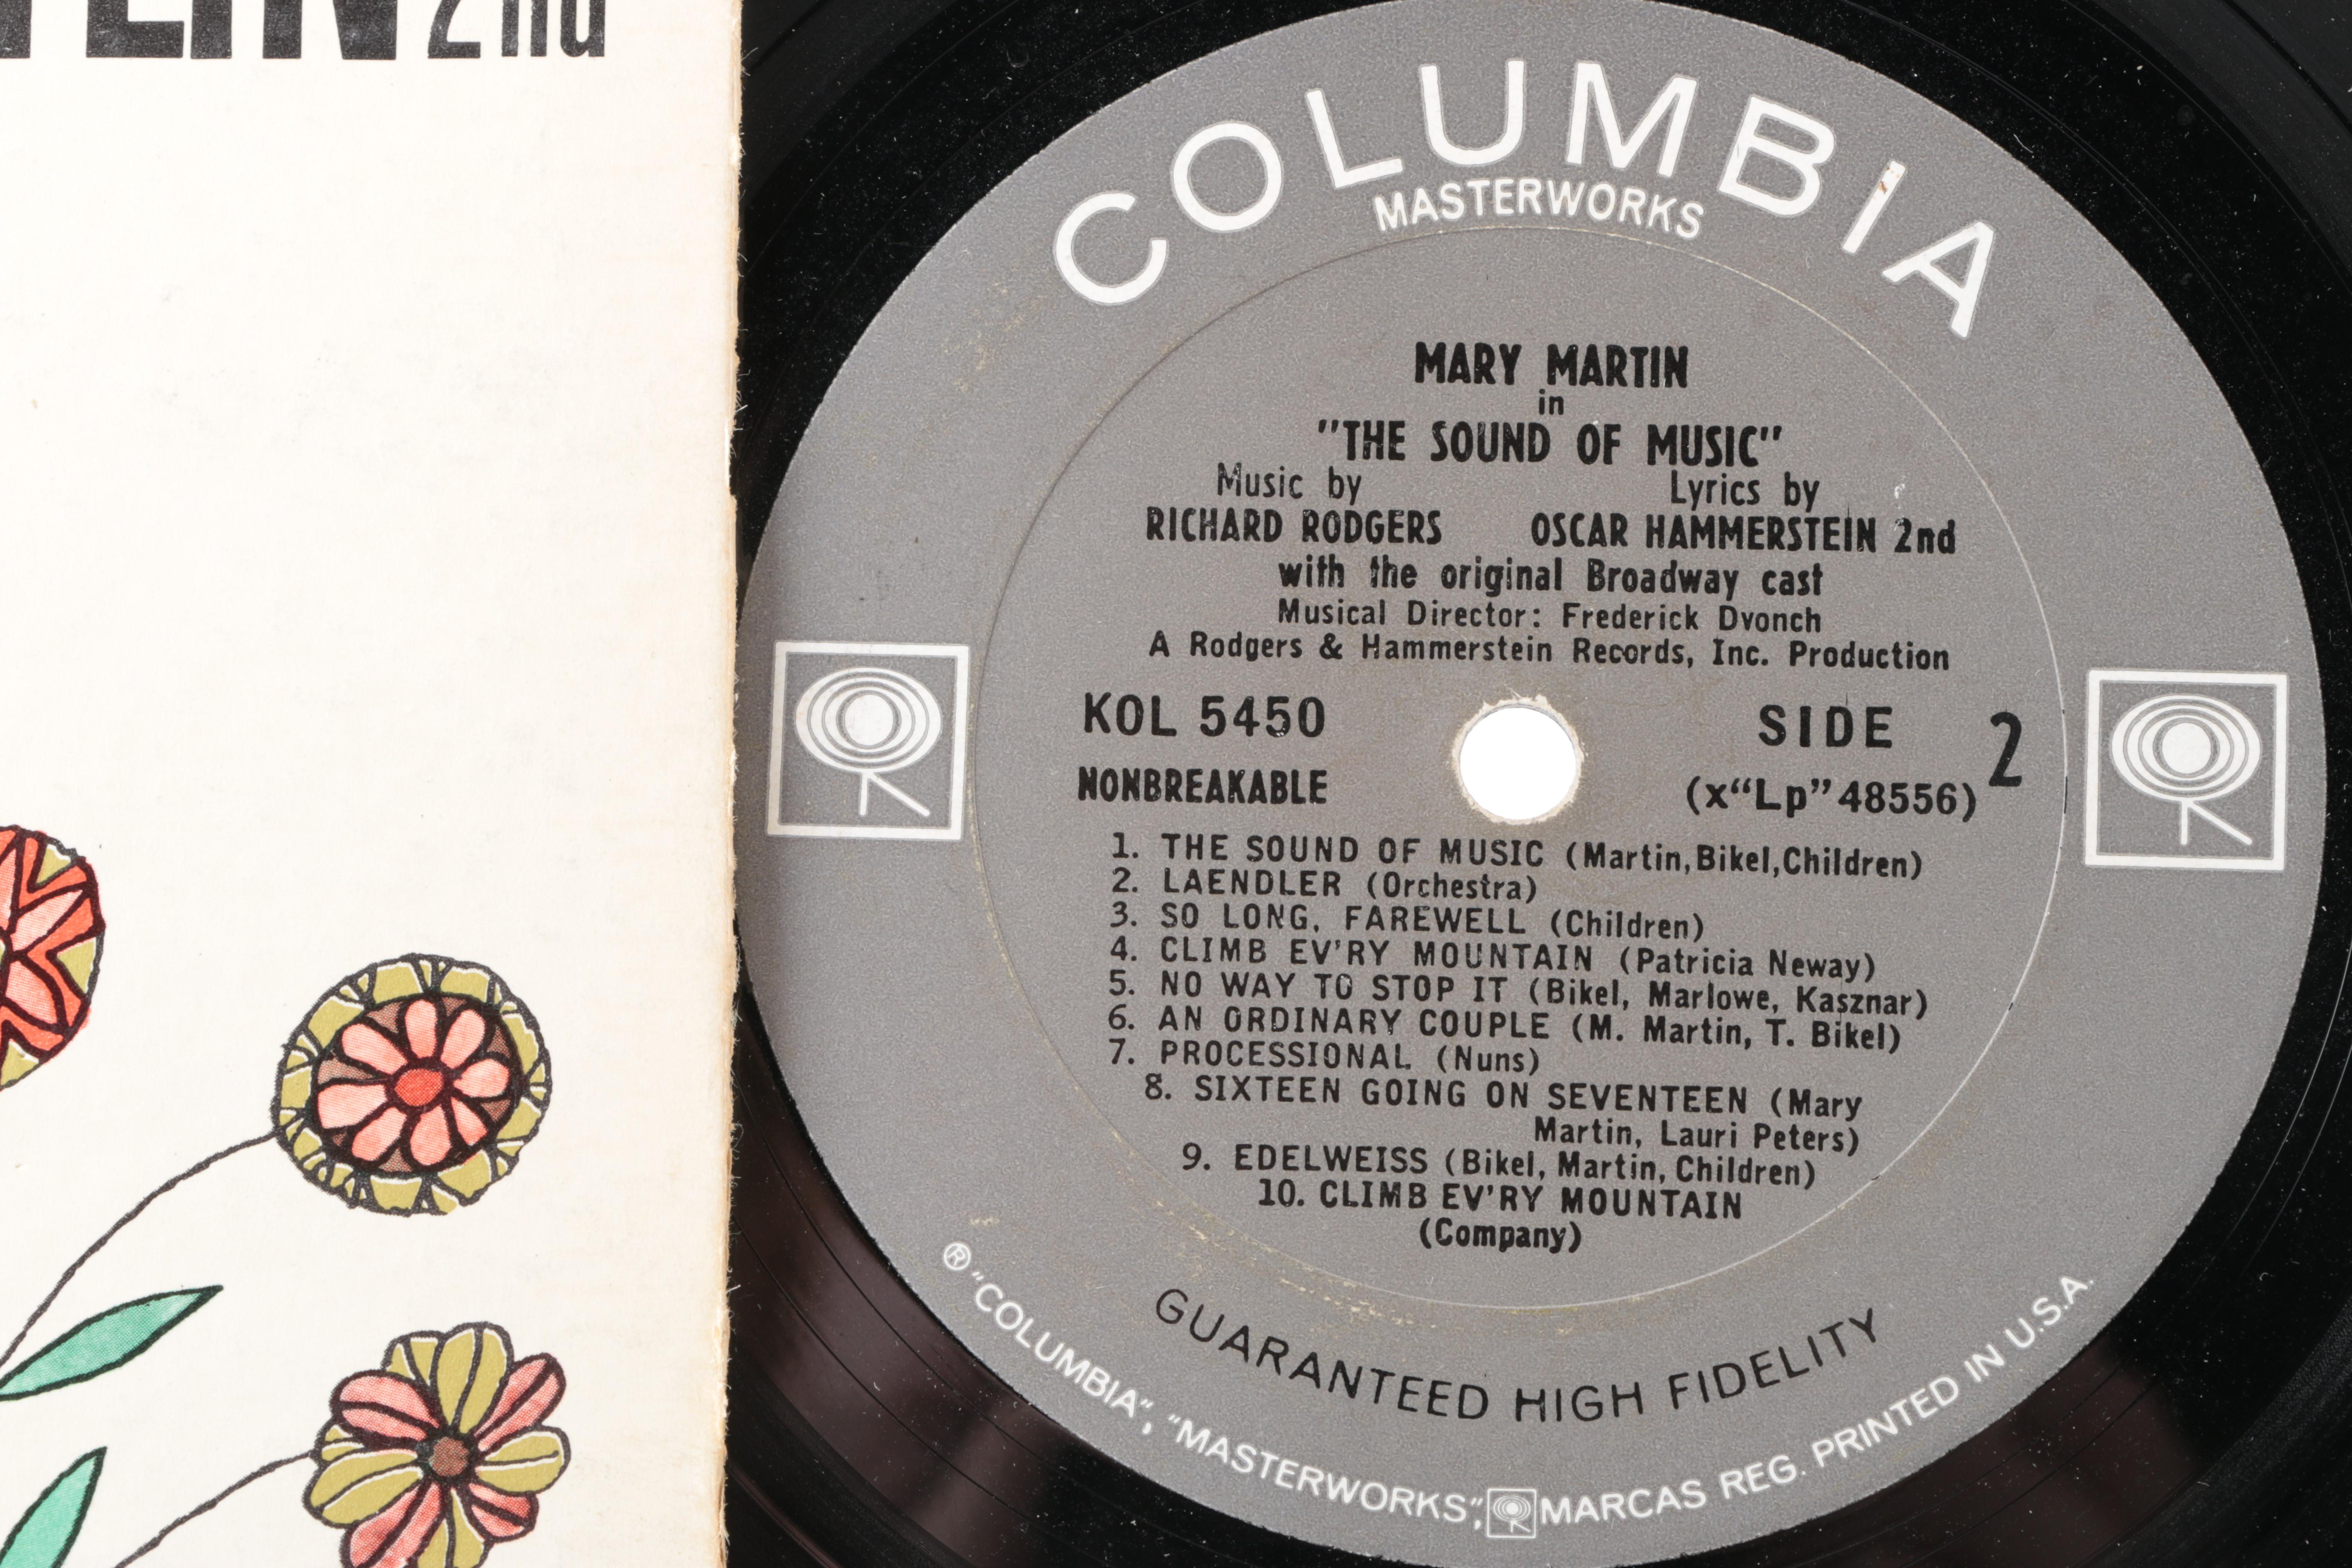 2nd
COLUMBIA
MASTERWORKS
MARY MARTIN
in
"THE SOUND OF MUSIC"
Music by Lyrics by
RICHARD RODGERS OSCAR HAMMERSTEIN 2nd
with the original Broadway cast
Musical Director: Frederick Dvonch
A Rodgers & Hammerstein Records, Inc. Production
KOL 5450 SIDE 2
NONBREAKABLE (x"Lp"48556)
1. THE SOUND OF MUSIC (Martin,Bikel,Children)
2. LAENDLER (Orchestra)
3. SO LONG, FAREWELL (Children)
4. CLIMB EV'RY MOUNTAIN (Patricia Neway)
5. NO WAY TO STOP IT (Bikel, Marlowe, Kasznar)
6. AN ORDINARY COUPLE (M. Martin, T. Bikel)
7. PROCESSIONAL (Nuns)
8. SIXTEEN GOING ON SEVENTEEN (Mary
Martin, Lauri Peters)
9. EDELWEISS (Bikel, Martin, Children)
10. CLIMB EV'RY MOUNTAIN
(Company)
GUARANTEED HIGH FIDELITY
® "COLUMBIA", "MASTERWORKS", MARCAS REG. PRINTED IN U.S.A.